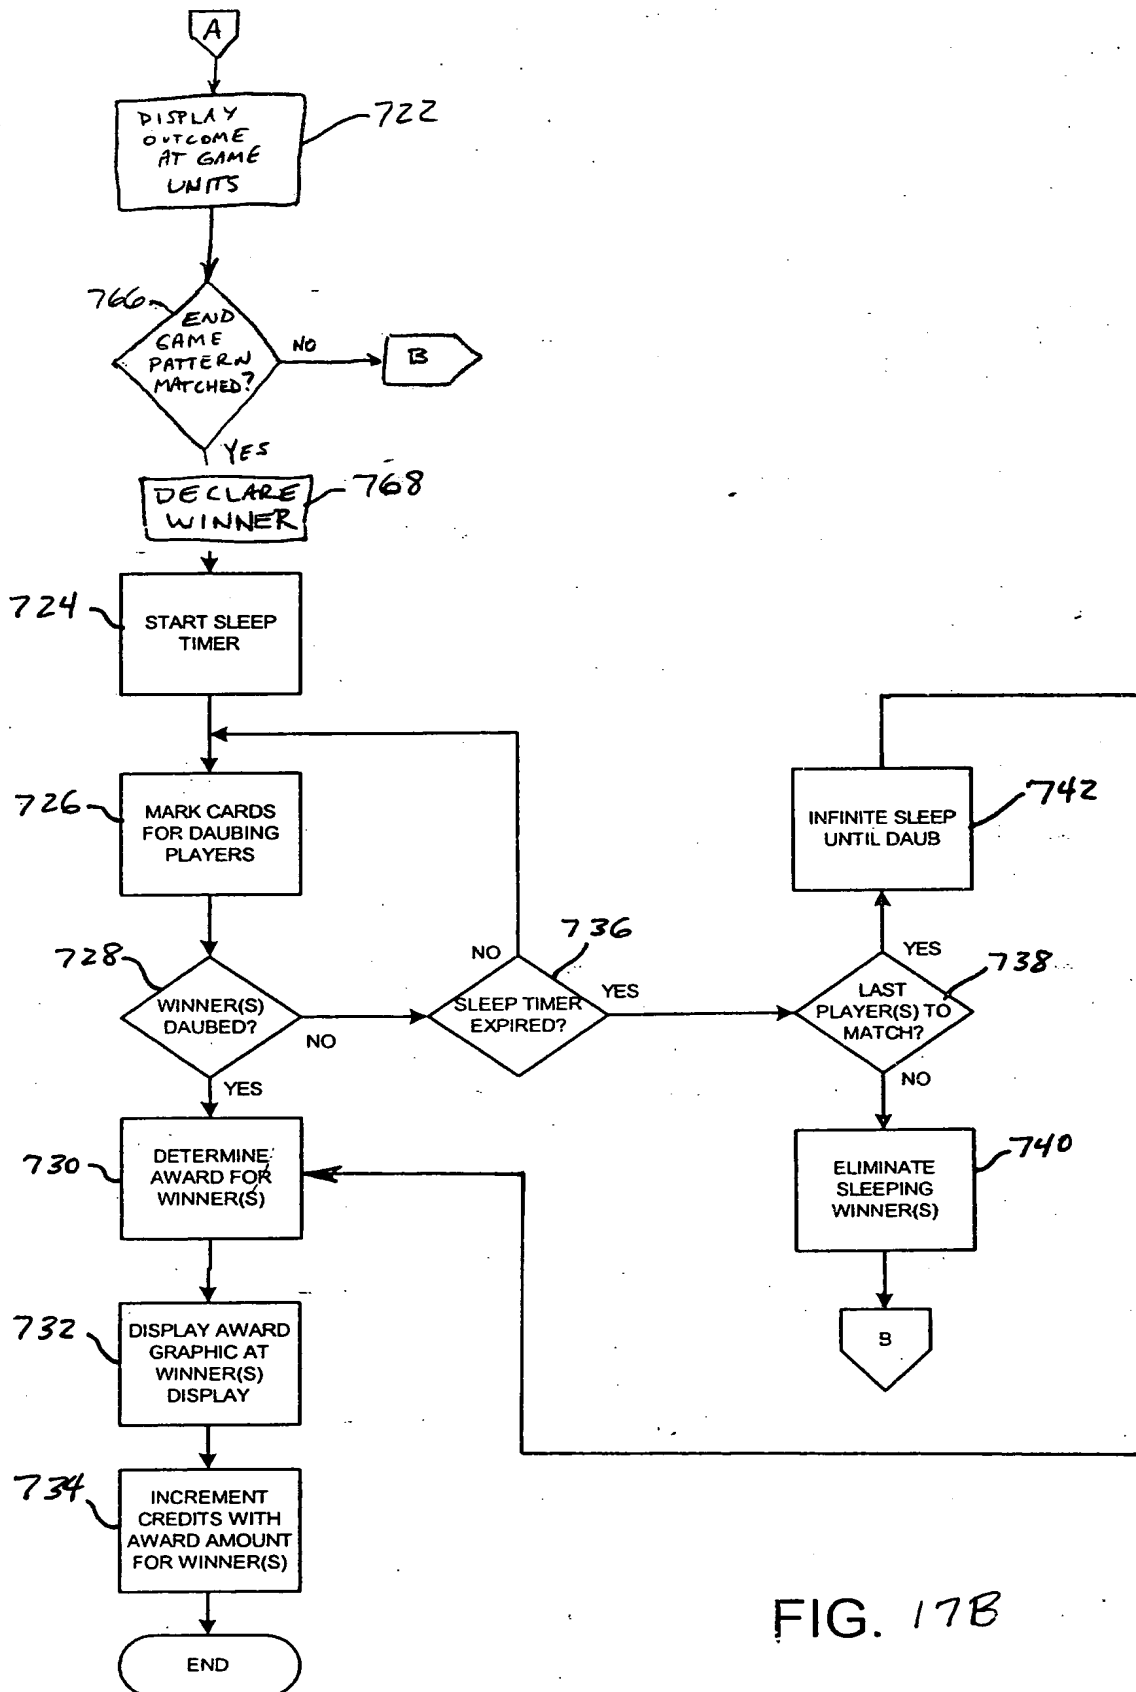 A
DISPLAY
OUTCOME
AT GAME
UNITS
722
766
END
GAME
PATTERN
MATCHED?
NO
B
YES
DECLARE
WINNER
768
724
START SLEEP
TIMER
726
MARK CARDS
FOR DAUBING
PLAYERS
INFINITE SLEEP
UNTIL DAUB
742
728
WINNER(S)
DAUBED?
NO
YES
736
NO
SLEEP TIMER
EXPIRED?
YES
YES
738
LAST
PLAYER(S) TO
MATCH?
NO
730
DETERMINE
AWARD FOR
WINNER(S)
740
ELIMINATE
SLEEPING
WINNER(S)
B
732
DISPLAY AWARD
GRAPHIC AT
WINNER(S)
DISPLAY
734
INCREMENT
CREDITS WITH
AWARD AMOUNT
FOR WINNER(S)
END
FIG. 17B